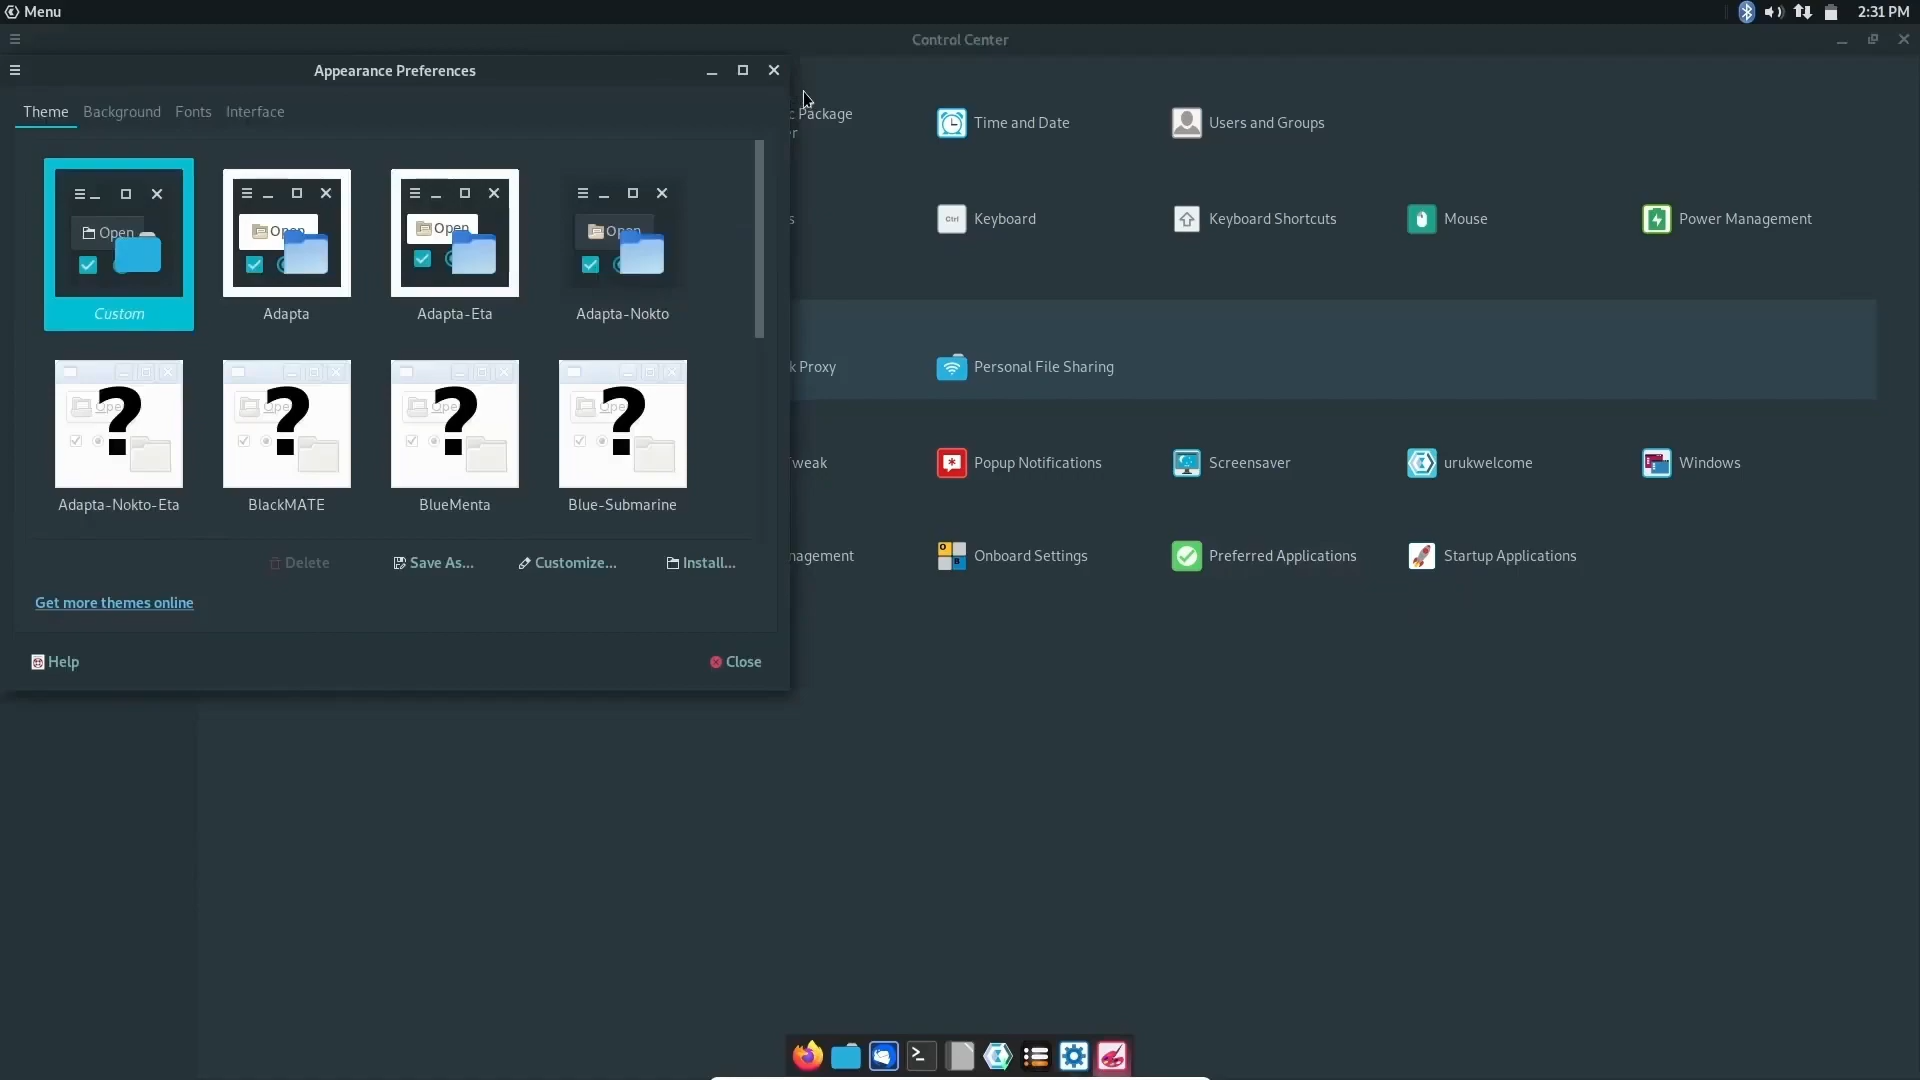 Menu
2:31 PM
Control Center
Appearance Preferences
Theme Background Fonts Interface
Package
Time and Date
Users and Groups
Open
Open
Open
Open
Keyboard
Keyboard Shortcuts
Mouse
Power Management
Custom
Adapta
Adapta-Eta
Adapta-Nokto
k Proxy
Personal File Sharing
Adapta-Nokto-Eta
BlackMATE
BlueMenta
Blue-Submarine
Tweak
Popup Notifications
Screensaver
urukwelcome
Windows
Delete
Save As...
Customize...
Install...
nagement
Onboard Settings
Preferred Applications
Startup Applications
Get more themes online
Help
Close